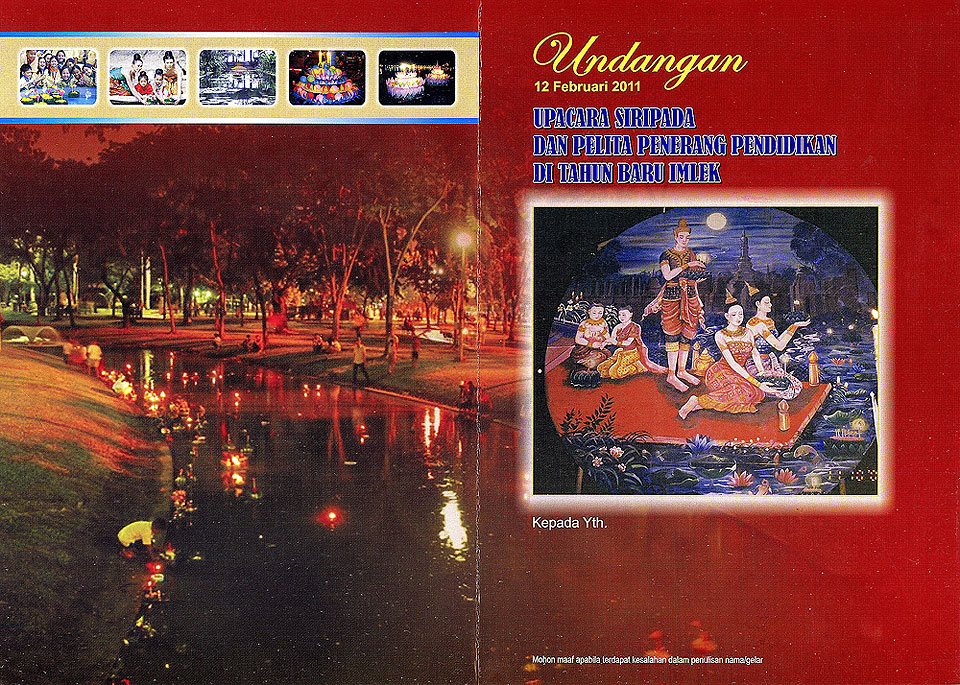 Undangan
12 Februari 2011
UPACARA SIRIPADA
DAN PELITA PENERANG PENDIDIKAN
DI TAHUN BARU IMLEK
Kepada Yth.
Mohon maaf apabila terdapat kesalahan dalam penulisan nama/gelar